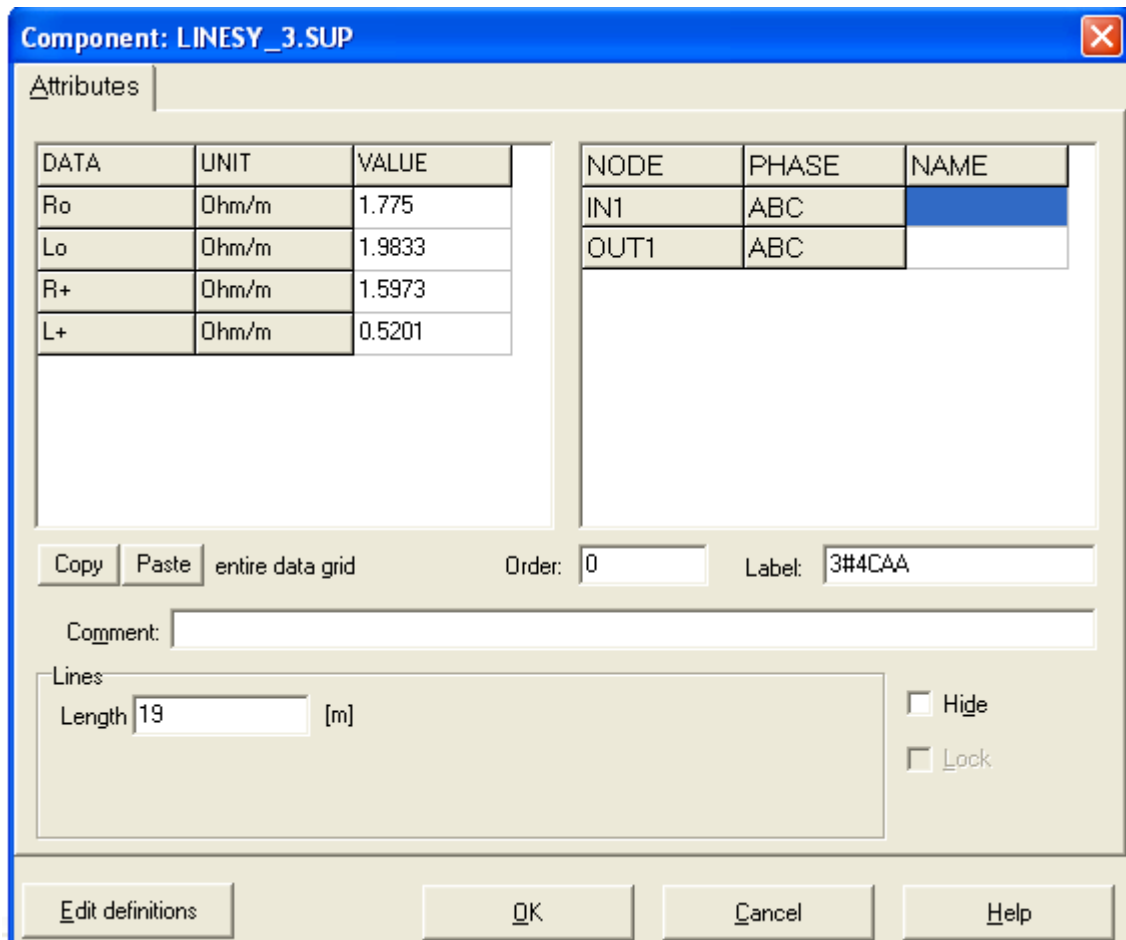 Component: LINESY_3.SUP
Attributes
DATA UNIT VALUE
Ro Ohm/m 1.775
Lo Ohm/m 1.9833
R+ Ohm/m 1.5973
L+ Ohm/m 0.5201
NODE PHASE NAME
IN1 ABC
OUT1 ABC
Copy Paste entire data grid Order: 0 Label: 3#4CAA
Comment:
Lines
Length 19 [m]
Hide
Lock
Edit definitions OK Cancel Help